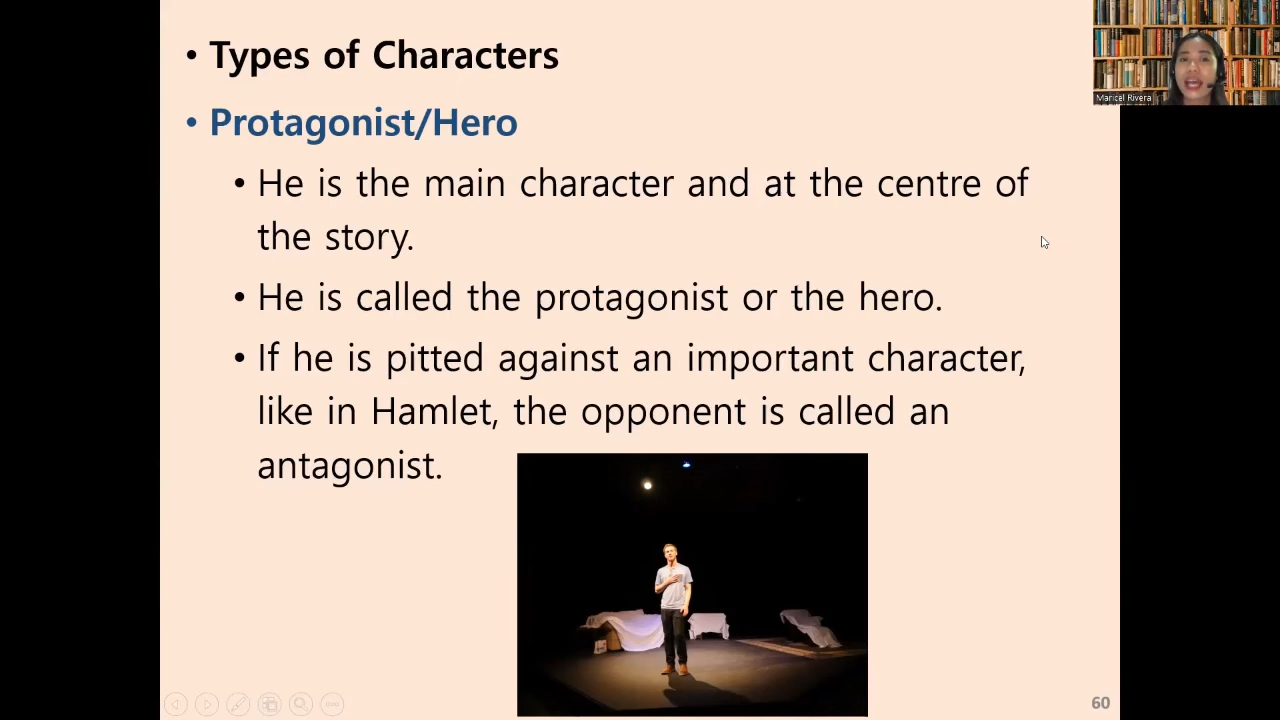 • Types of Characters
• Protagonist/Hero
• He is the main character and at the centre of
the story.
• He is called the protagonist or the hero.
• If he is pitted against an important character,
like in Hamlet, the opponent is called an
antagonist.
Maricel Rivera
60